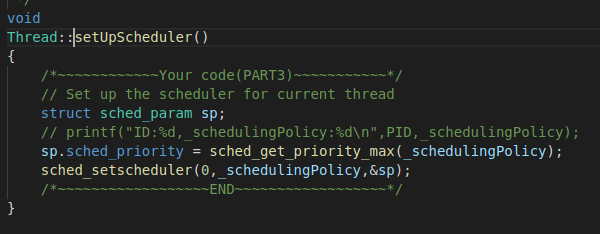 */
void
Thread::setUpScheduler()
{
/*~~~~~~~~~~~~Your code(PART3)~~~~~~~~~~~*/
// Set up the scheduler for current thread
struct sched_param sp;
// printf("ID:%d,_schedulingPolicy:%d\n",PID,_schedulingPolicy);
sp.sched_priority = sched_get_priority_max(_schedulingPolicy);
sched_setscheduler(0,_schedulingPolicy,&sp);
/*~~~~~~~~~~~~~~~~~~END~~~~~~~~~~~~~~~~~~*/
}